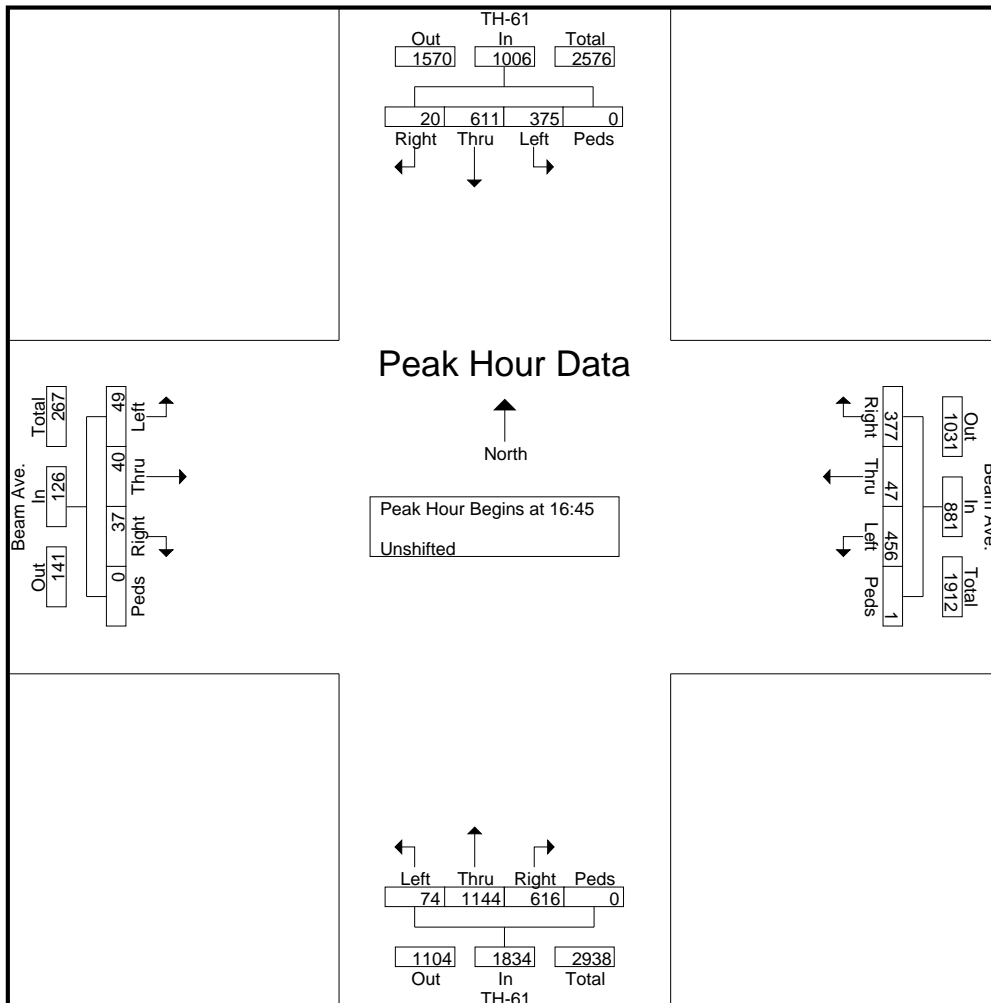 TH-61
Out In Total
1570 1006 2576
20 611 375 0
Right Thru Left Peds
Peak Hour Data
North
Peak Hour Begins at 16:45
Unshifted
Beam Ave.
Total In Out
267 126 141
49 40 37 0
Left Thru Right Peds
Beam Ave.
Out In Total
1031 881 1912
377 47 456 1
Right Thru Left Peds
Left Thru Right Peds
74 1144 616 0
1104 1834 2938
Out In Total
TH-61